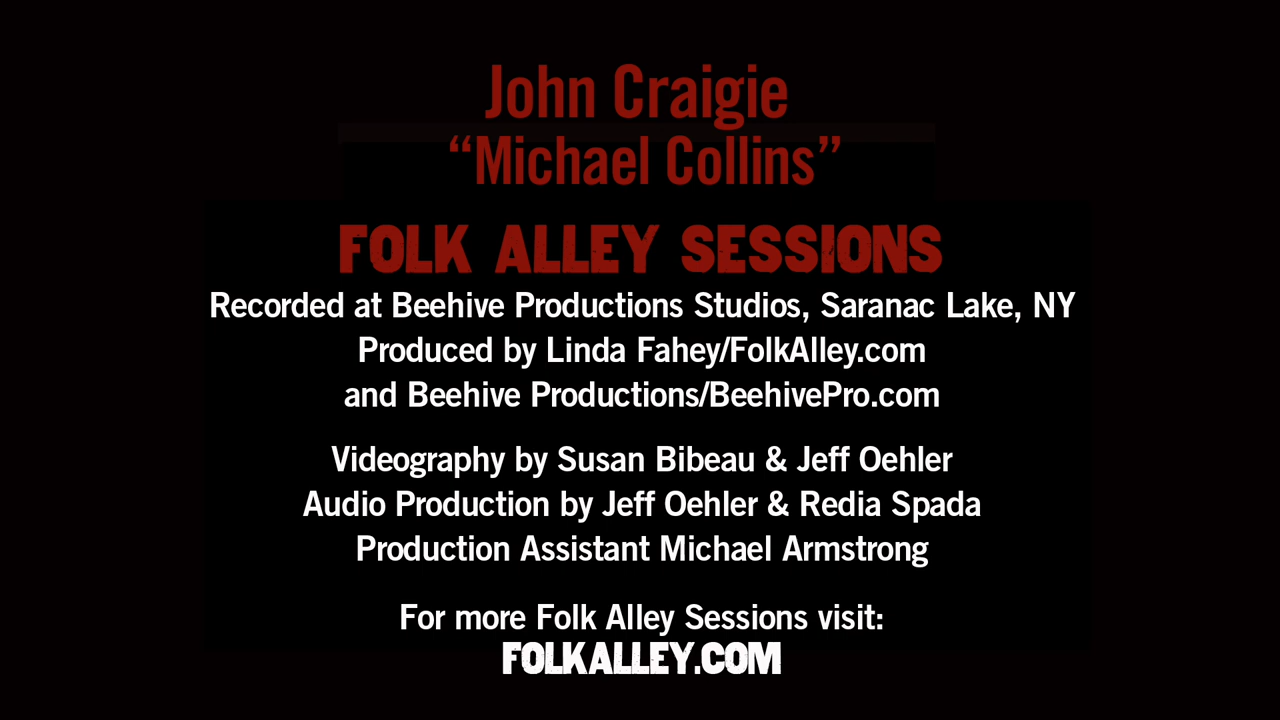 John Craigie
“Michael Collins”
FOLK ALLEY SESSIONS
Recorded at Beehive Productions Studios, Saranac Lake, NY
Produced by Linda Fahey/FolkAlley.com
and Beehive Productions/BeehivePro.com
Videography by Susan Bibeau & Jeff Oehler
Audio Production by Jeff Oehler & Redia Spada
Production Assistant Michael Armstrong
For more Folk Alley Sessions visit:
FOLKALLEY.COM